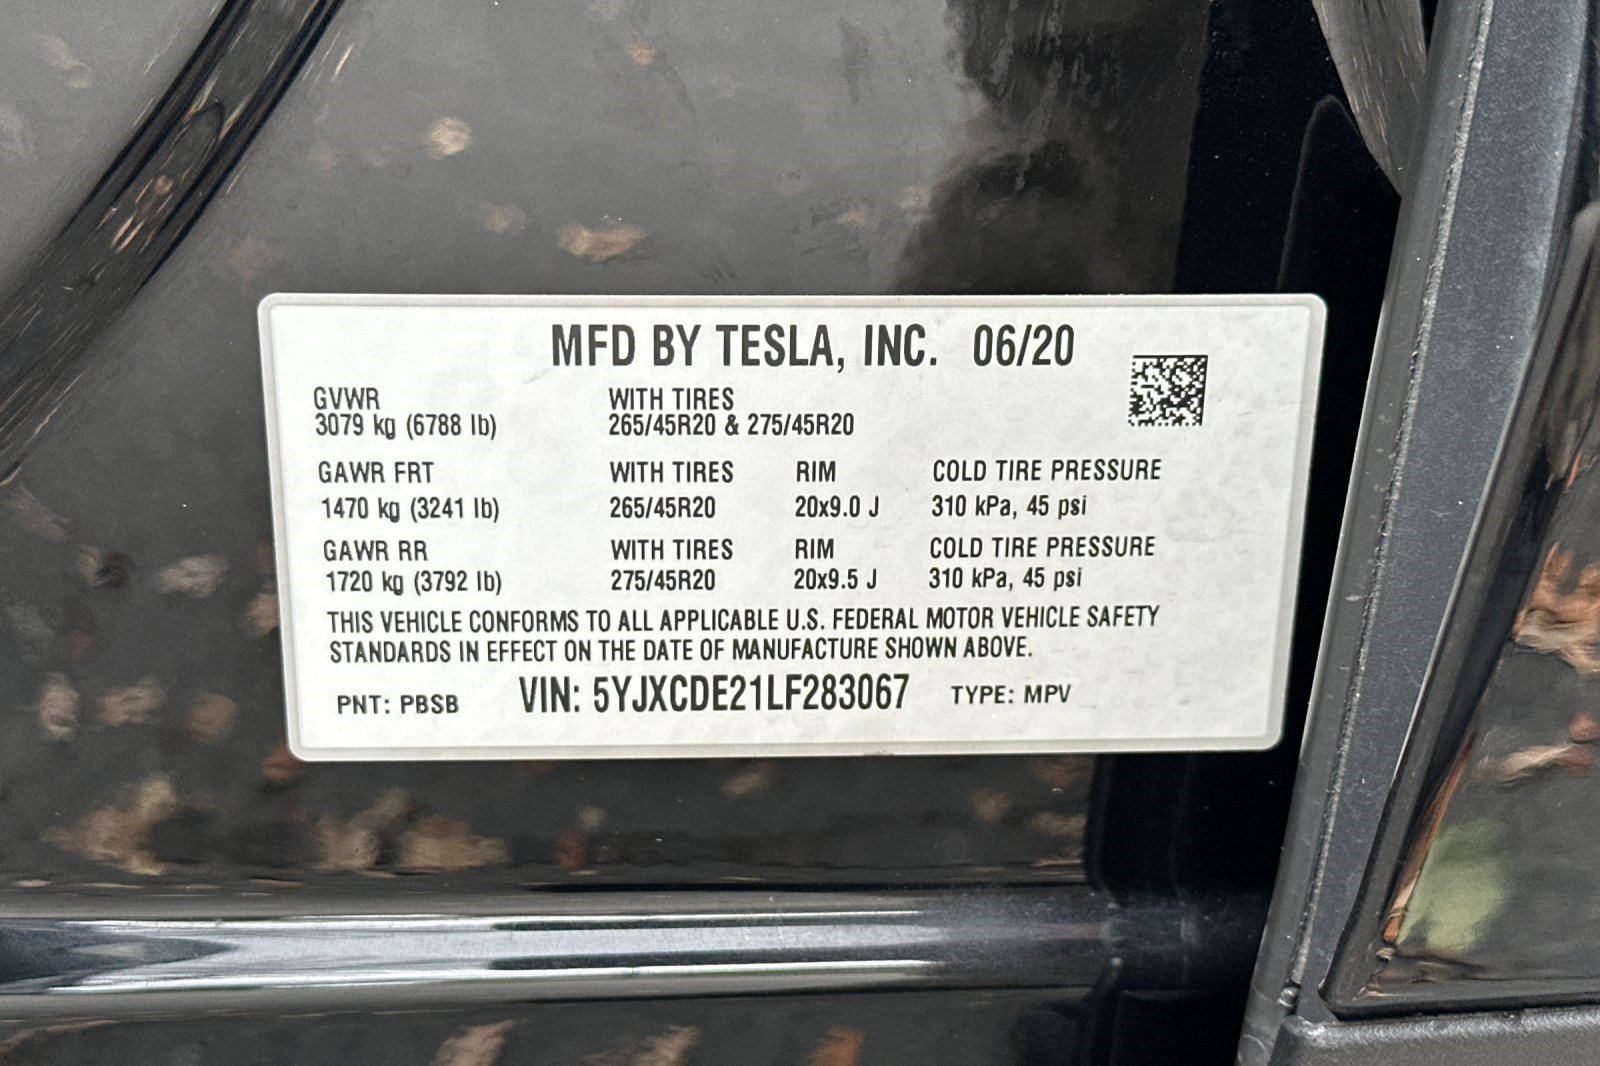 MFD BY TESLA, INC. 06/20
GVWR WITH TIRES
3079 kg (6788 lb) 265/45R20 & 275/45R20
GAWR FRT WITH TIRES RIM COLD TIRE PRESSURE
1470 kg (3241 lb) 265/45R20 20x9.0 J 310 kPa, 45 psi
GAWR RR WITH TIRES RIM COLD TIRE PRESSURE
1720 kg (3792 lb) 275/45R20 20x9.5 J 310 kPa, 45 psi
THIS VEHICLE CONFORMS TO ALL APPLICABLE U.S. FEDERAL MOTOR VEHICLE SAFETY
STANDARDS IN EFFECT ON THE DATE OF MANUFACTURE SHOWN ABOVE.
PNT: PBSB VIN: 5YJXCDE21LF283067 TYPE: MPV